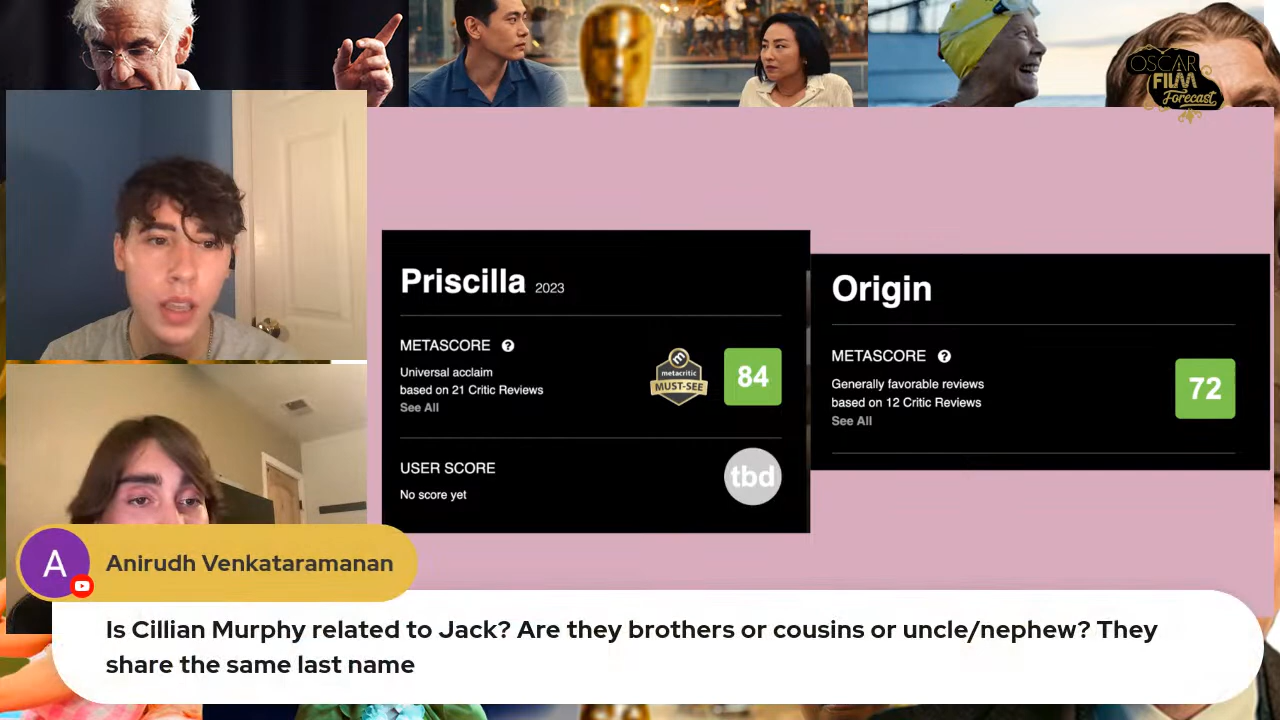 OSCAR
FILM
Forecast
Priscilla 2023
METASCORE ?
Universal acclaim
based on 21 Critic Reviews
See All
metacritic
MUST-SEE
84
USER SCORE
No score yet
tbd
Origin
METASCORE ?
Generally favorable reviews
based on 12 Critic Reviews
See All
72
A
Anirudh Venkataramanan
Is Cillian Murphy related to Jack? Are they brothers or cousins or uncle/nephew? They
share the same last name